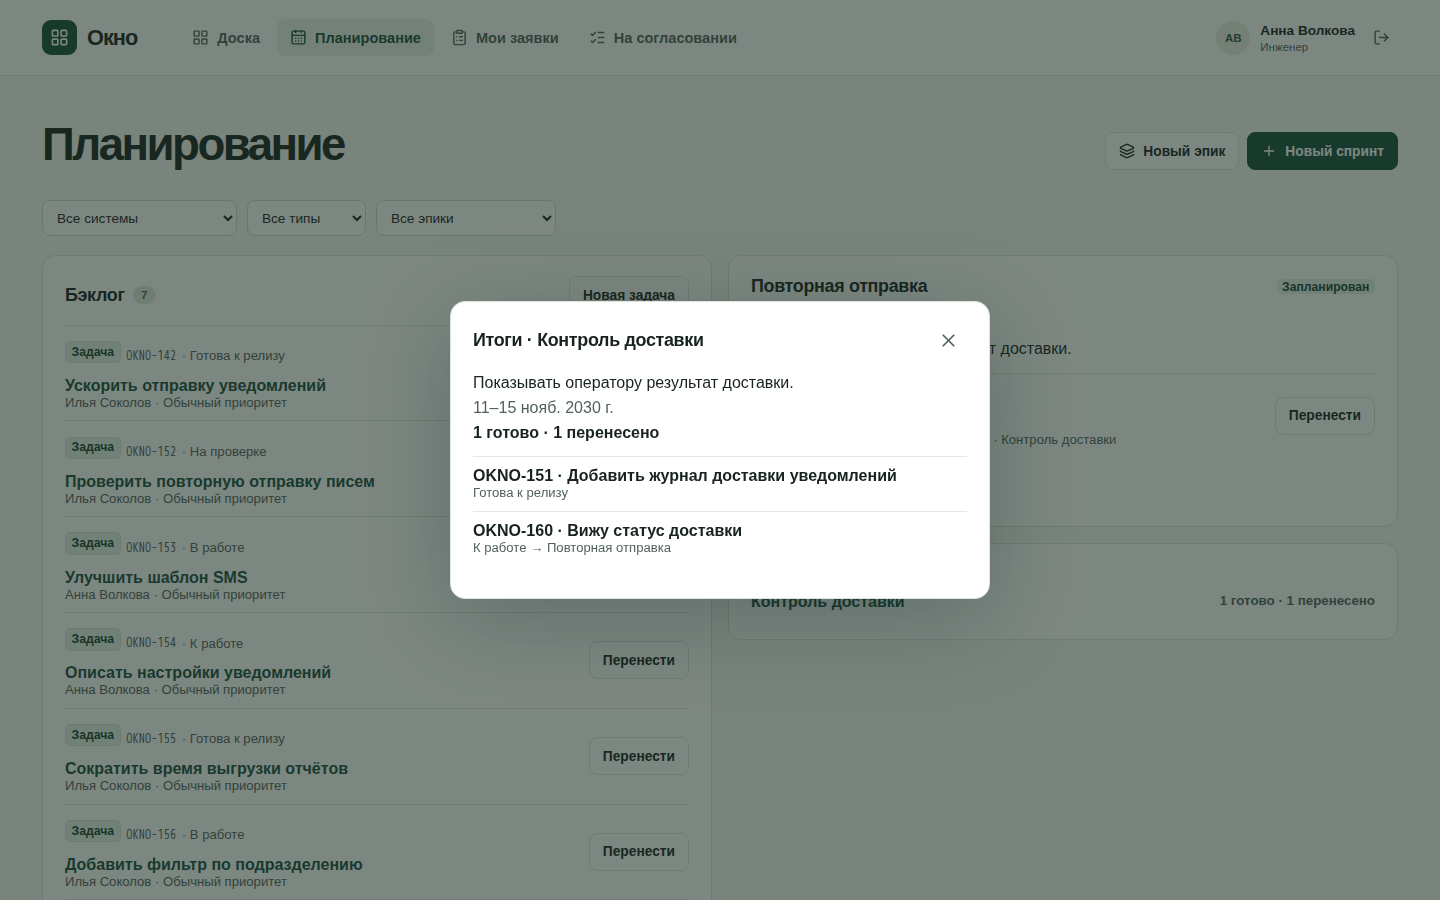 Окно
Доска
Планирование
Мои заявки
На согласовании
АВ
Анна Волкова
Инженер
Планирование
Новый эпик
Новый спринт
Все системы
Все типы
Все эпики
Бэклог 7
Новая задача
Задача OKNO-142 · Готова к релизу
Ускорить отправку уведомлений
Илья Соколов · Обычный приоритет
Задача OKNO-152 · На проверке
Проверить повторную отправку писем
Илья Соколов · Обычный приоритет
Задача OKNO-153 · В работе
Улучшить шаблон SMS
Анна Волкова · Обычный приоритет
Задача OKNO-154 · К работе
Описать настройки уведомлений
Анна Волкова · Обычный приоритет
Перенести
Задача OKNO-155 · Готова к релизу
Сократить время выгрузки отчётов
Илья Соколов · Обычный приоритет
Перенести
Задача OKNO-156 · В работе
Добавить фильтр по подразделению
Илья Соколов · Обычный приоритет
Перенести
Итоги · Контроль доставки
Показывать оператору результат доставки.
11–15 нояб. 2030 г.
1 готово · 1 перенесено
OKNO-151 · Добавить журнал доставки уведомлений
Готова к релизу
OKNO-160 · Вижу статус доставки
К работе → Повторная отправка
Повторная отправка
Запланирован
доставки.
Перенести
· Контроль доставки
Контроль доставки
1 готово · 1 перенесено